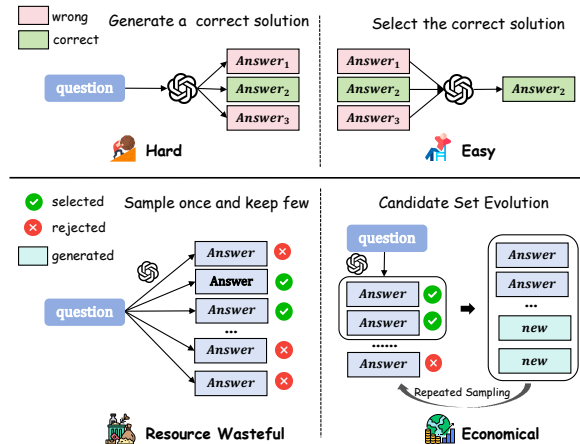 Generate a correct solution
wrong
correct
question
Answer₁
Answer₂
Answer₃
Hard
Select the correct solution
Answer₁
Answer₂
Answer₃
Answer₂
Easy
Sample once and keep few
selected
rejected
generated
question
Answer
Answer
Answer
...
Answer
Answer
Resource Wasteful
Candidate Set Evolution
question
Answer
Answer
......
Answer
Answer
Answer
...
new
new
Repeated Sampling
Economical